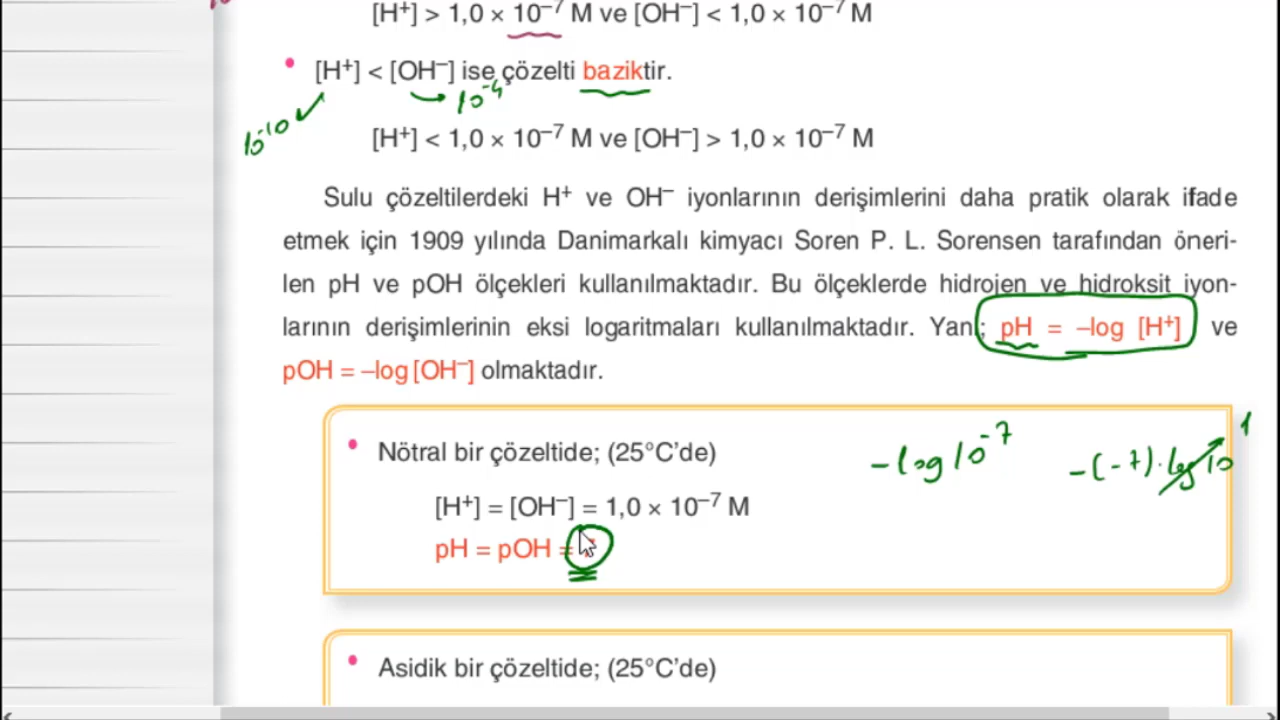 [H⁺] > 1,0 × 10⁻⁷ M ve [OH⁻] < 1,0 × 10⁻⁷ M
• [H⁺] < [OH⁻] ise çözelti baziktir.
10⁻⁴
10⁻¹⁰
[H⁺] < 1,0 × 10⁻⁷ M ve [OH⁻] > 1,0 × 10⁻⁷ M
Sulu çözeltilerdeki H⁺ ve OH⁻ iyonlarının derişimlerini daha pratik olarak ifade
etmek için 1909 yılında Danimarkalı kimyacı Soren P. L. Sorensen tarafından öneri-
len pH ve pOH ölçekleri kullanılmaktadır. Bu ölçeklerde hidrojen ve hidroksit iyon-
larının derişimlerinin eksi logaritmaları kullanılmaktadır. Yani; pH = –log [H⁺] ve
pOH = –log [OH⁻] olmaktadır.
• Nötral bir çözeltide; (25°C'de)
-log 10⁻⁷
-(-7).log 10 1
[H⁺] = [OH⁻] = 1,0 × 10⁻⁷ M
pH = pOH =
• Asidik bir çözeltide; (25°C'de)